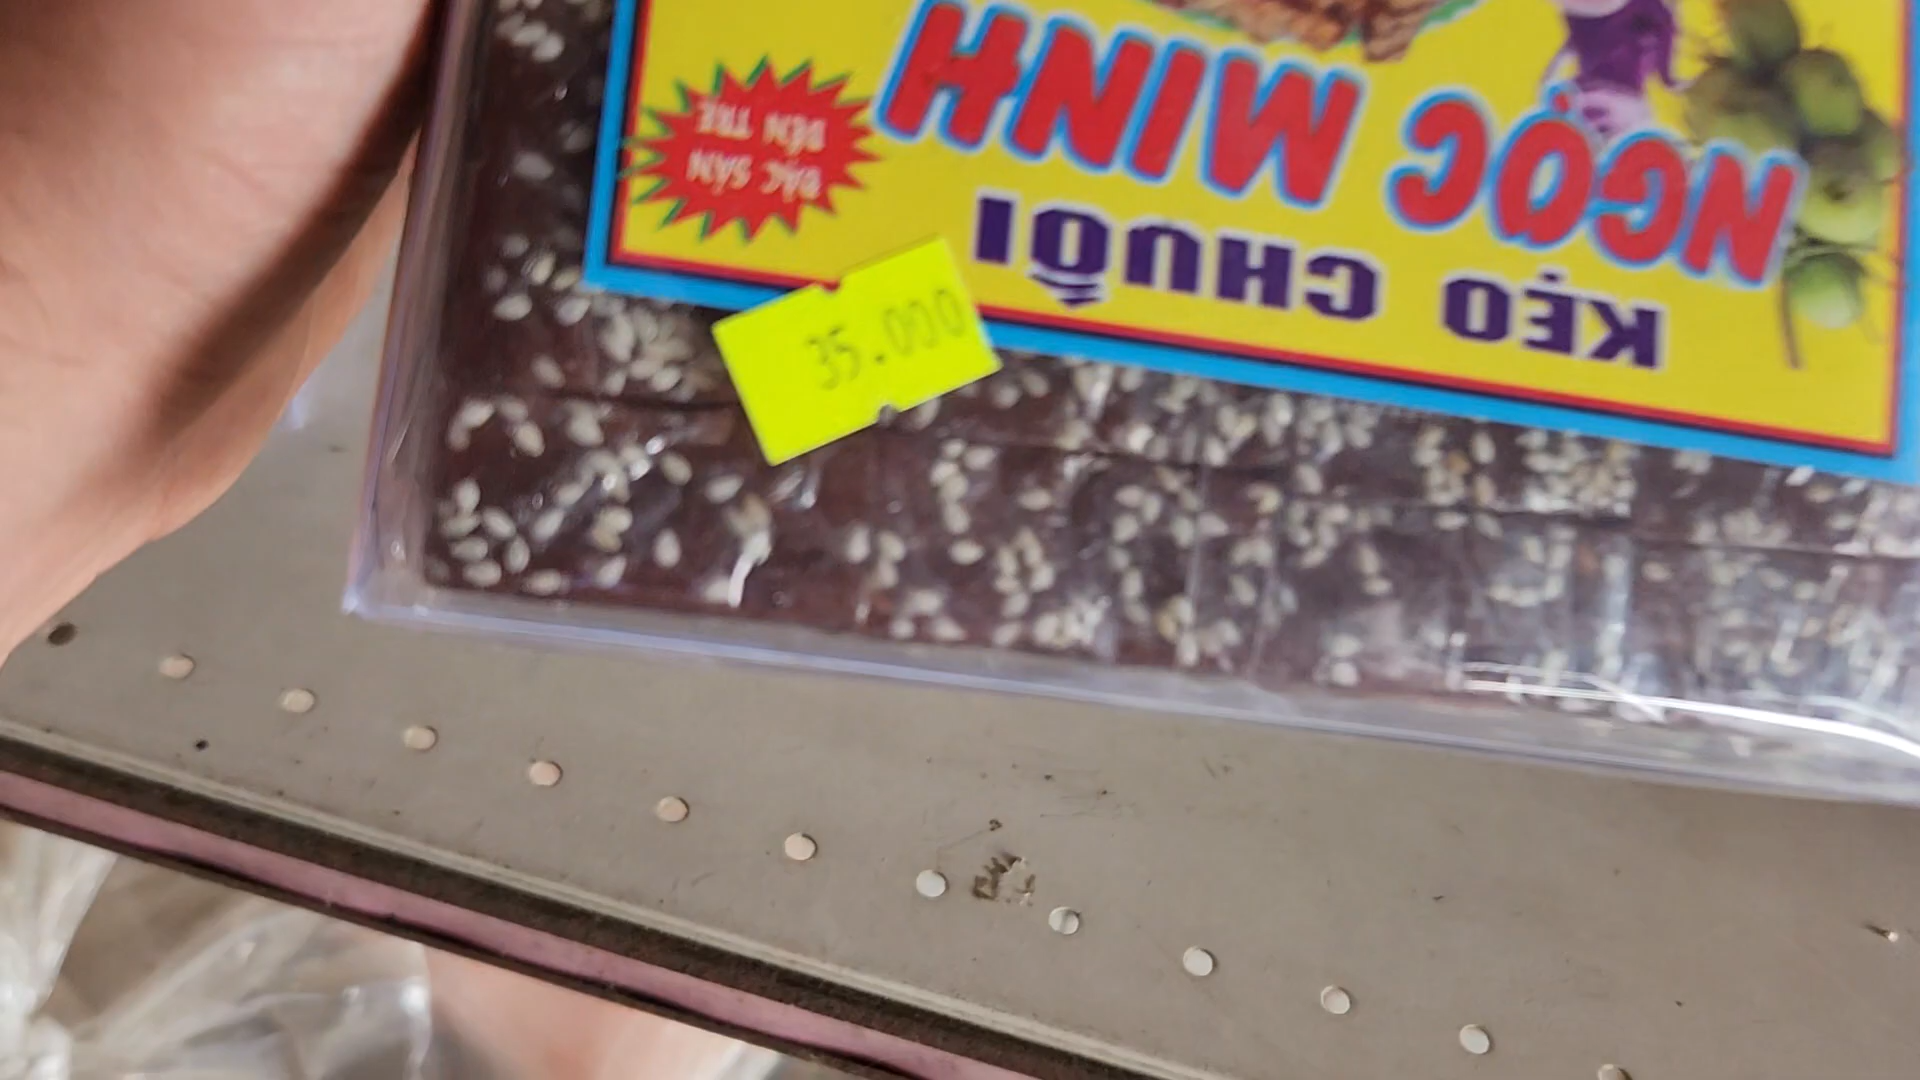 KẸO CHUỐI
NGỌC MINH
ĐẶC SẢN
BẾN TRE
35.000